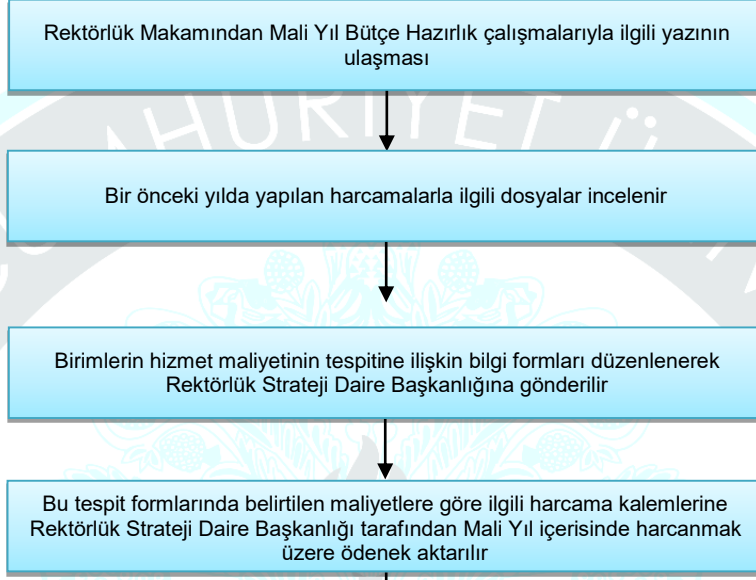 Rektörlük Makamından Mali Yıl Bütçe Hazırlık çalışmalarıyla ilgili yazının
ulaşması
Bir önceki yılda yapılan harcamalarla ilgili dosyalar incelenir
Birimlerin hizmet maliyetinin tespitine ilişkin bilgi formları düzenlenerek
Rektörlük Strateji Daire Başkanlığına gönderilir
Bu tespit formlarında belirtilen maliyetlere göre ilgili harcama kalemlerine
Rektörlük Strateji Daire Başkanlığı tarafından Mali Yıl içerisinde harcanmak
üzere ödenek aktarılır